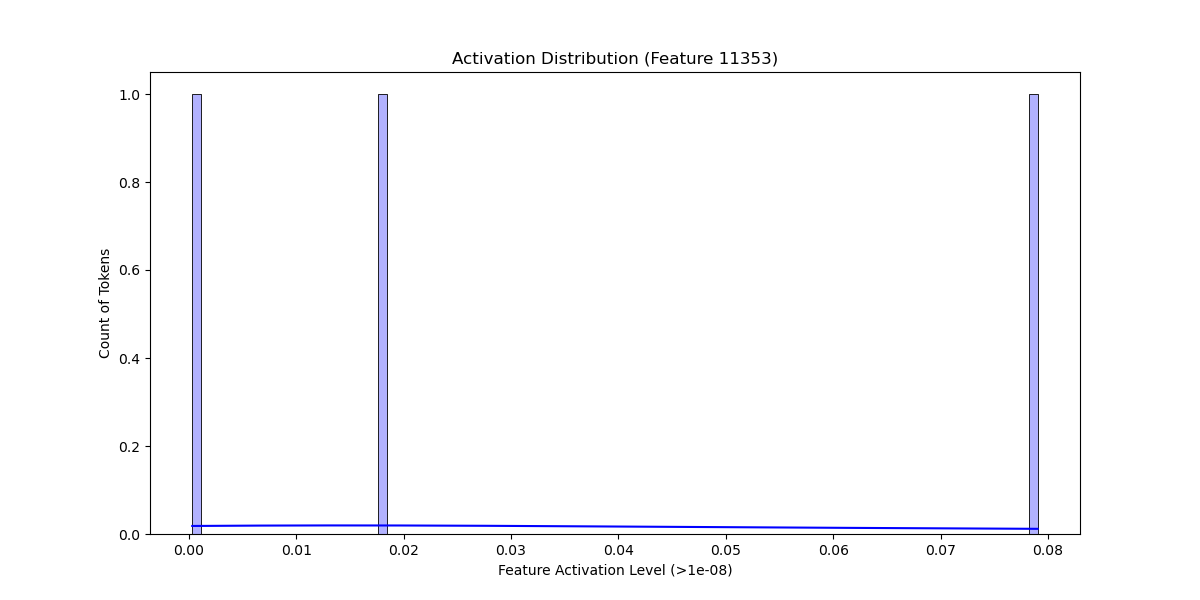 Activation Distribution (Feature 11353)
Count of Tokens
1.0
0.8
0.6
0.4
0.2
0.0
0.00 0.01 0.02 0.03 0.04 0.05 0.06 0.07 0.08
Feature Activation Level (>1e-08)